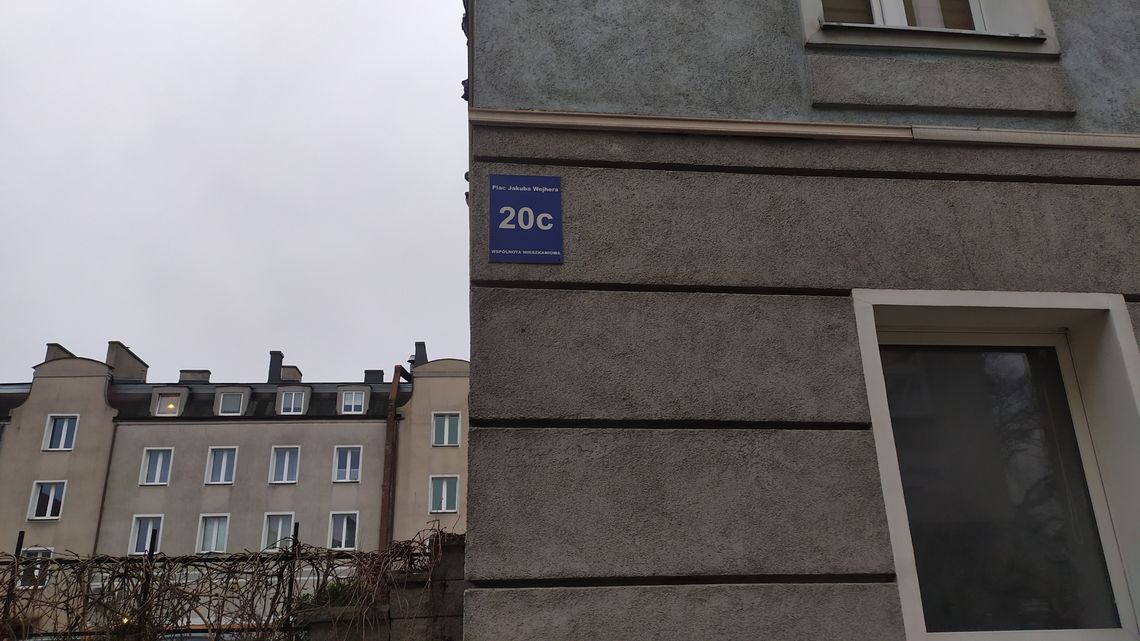 Plac Jakuba Wejhera
20c
WSPÓLNOTA MIESZKANIOWA